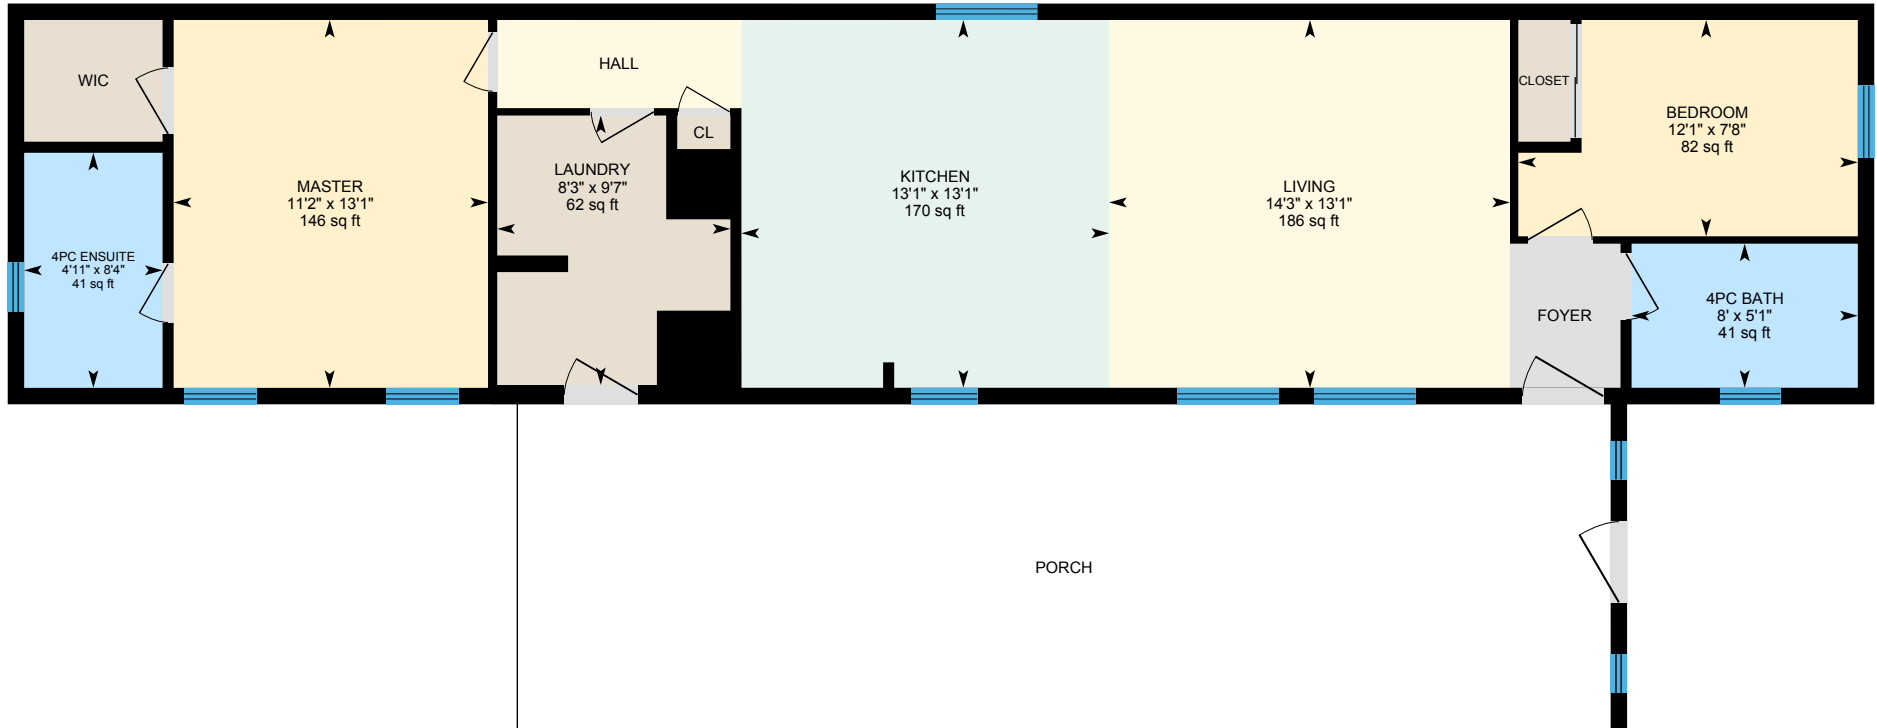 WIC
4PC ENSUITE
4'11" x 8'4"
41 sq ft
MASTER
11'2" x 13'1"
146 sq ft
HALL
LAUNDRY
8'3" x 9'7"
62 sq ft
CL
KITCHEN
13'1" x 13'1"
170 sq ft
LIVING
14'3" x 13'1"
186 sq ft
CLOSET
BEDROOM
12'1" x 7'8"
82 sq ft
FOYER
4PC BATH
8' x 5'1"
41 sq ft
PORCH